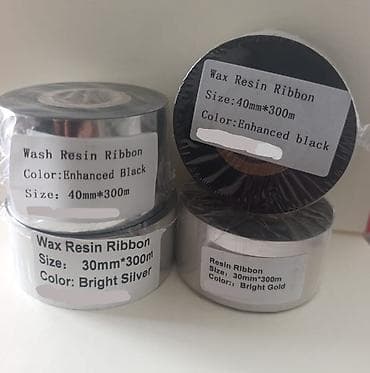 Wax Resin Ribbon
Size:40mm*300m
Color:Enhanced black
Wash Resin Ribbon
Color:Enhanced Black
Size: 40mm*300m
Wax Resin Ribbon
Size: 30mm*300m
Color: Bright Silver
Resin Ribbon
Size: 30mm*300m
Color:: Bright Gold